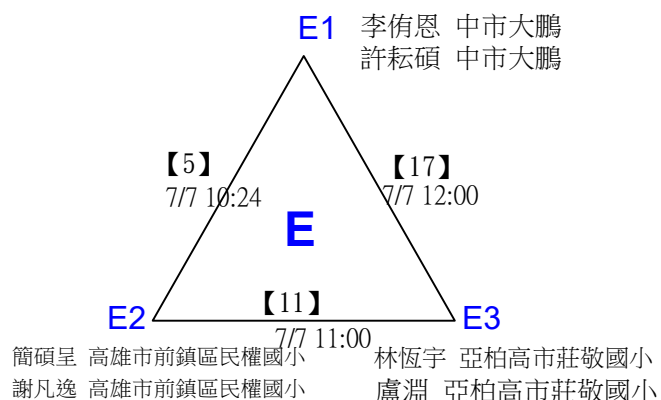 E1 李侑恩 中市大鵬
許耘碩 中市大鵬
【5】
7/7 10:24
【17】
7/7 12:00
E
【11】
7/7 11:00
E2
E3
簡碩呈 高雄市前鎮區民權國小
謝凡逸 高雄市前鎮區民權國小
林恆宇 亞柏高市莊敬國小
盧淵 亞柏高市莊敬國小